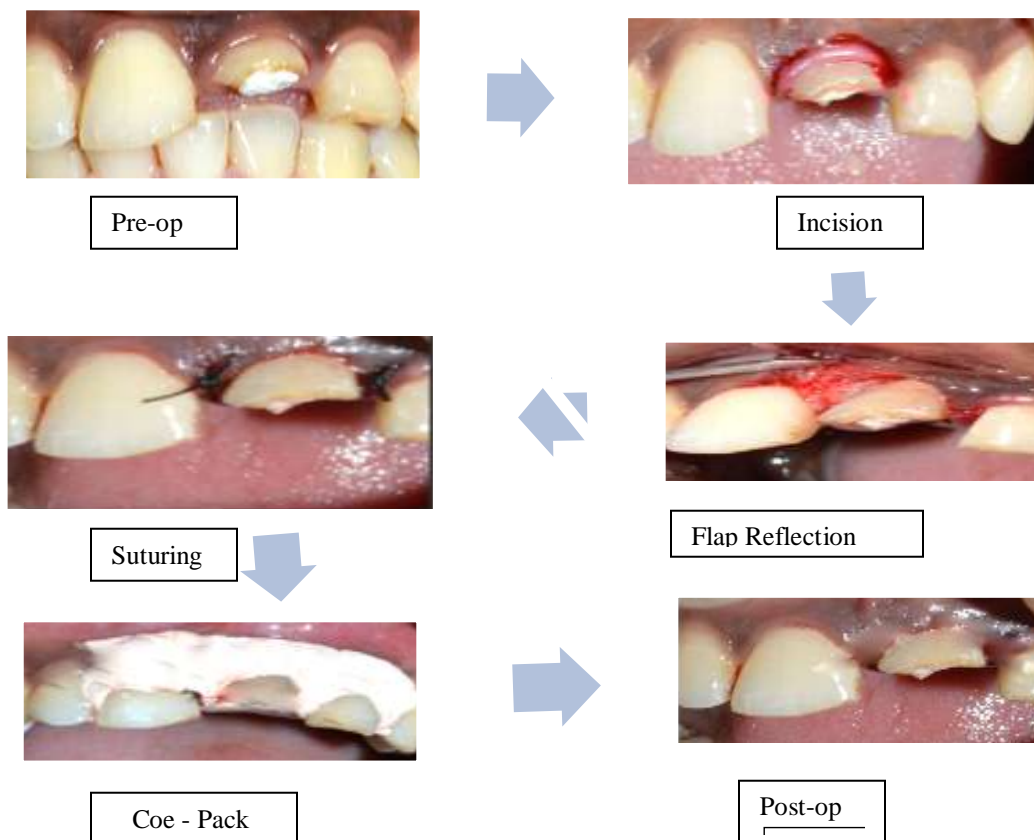 Pre-op
Incision
Flap Reflection
Suturing
Coe - Pack
Post-op